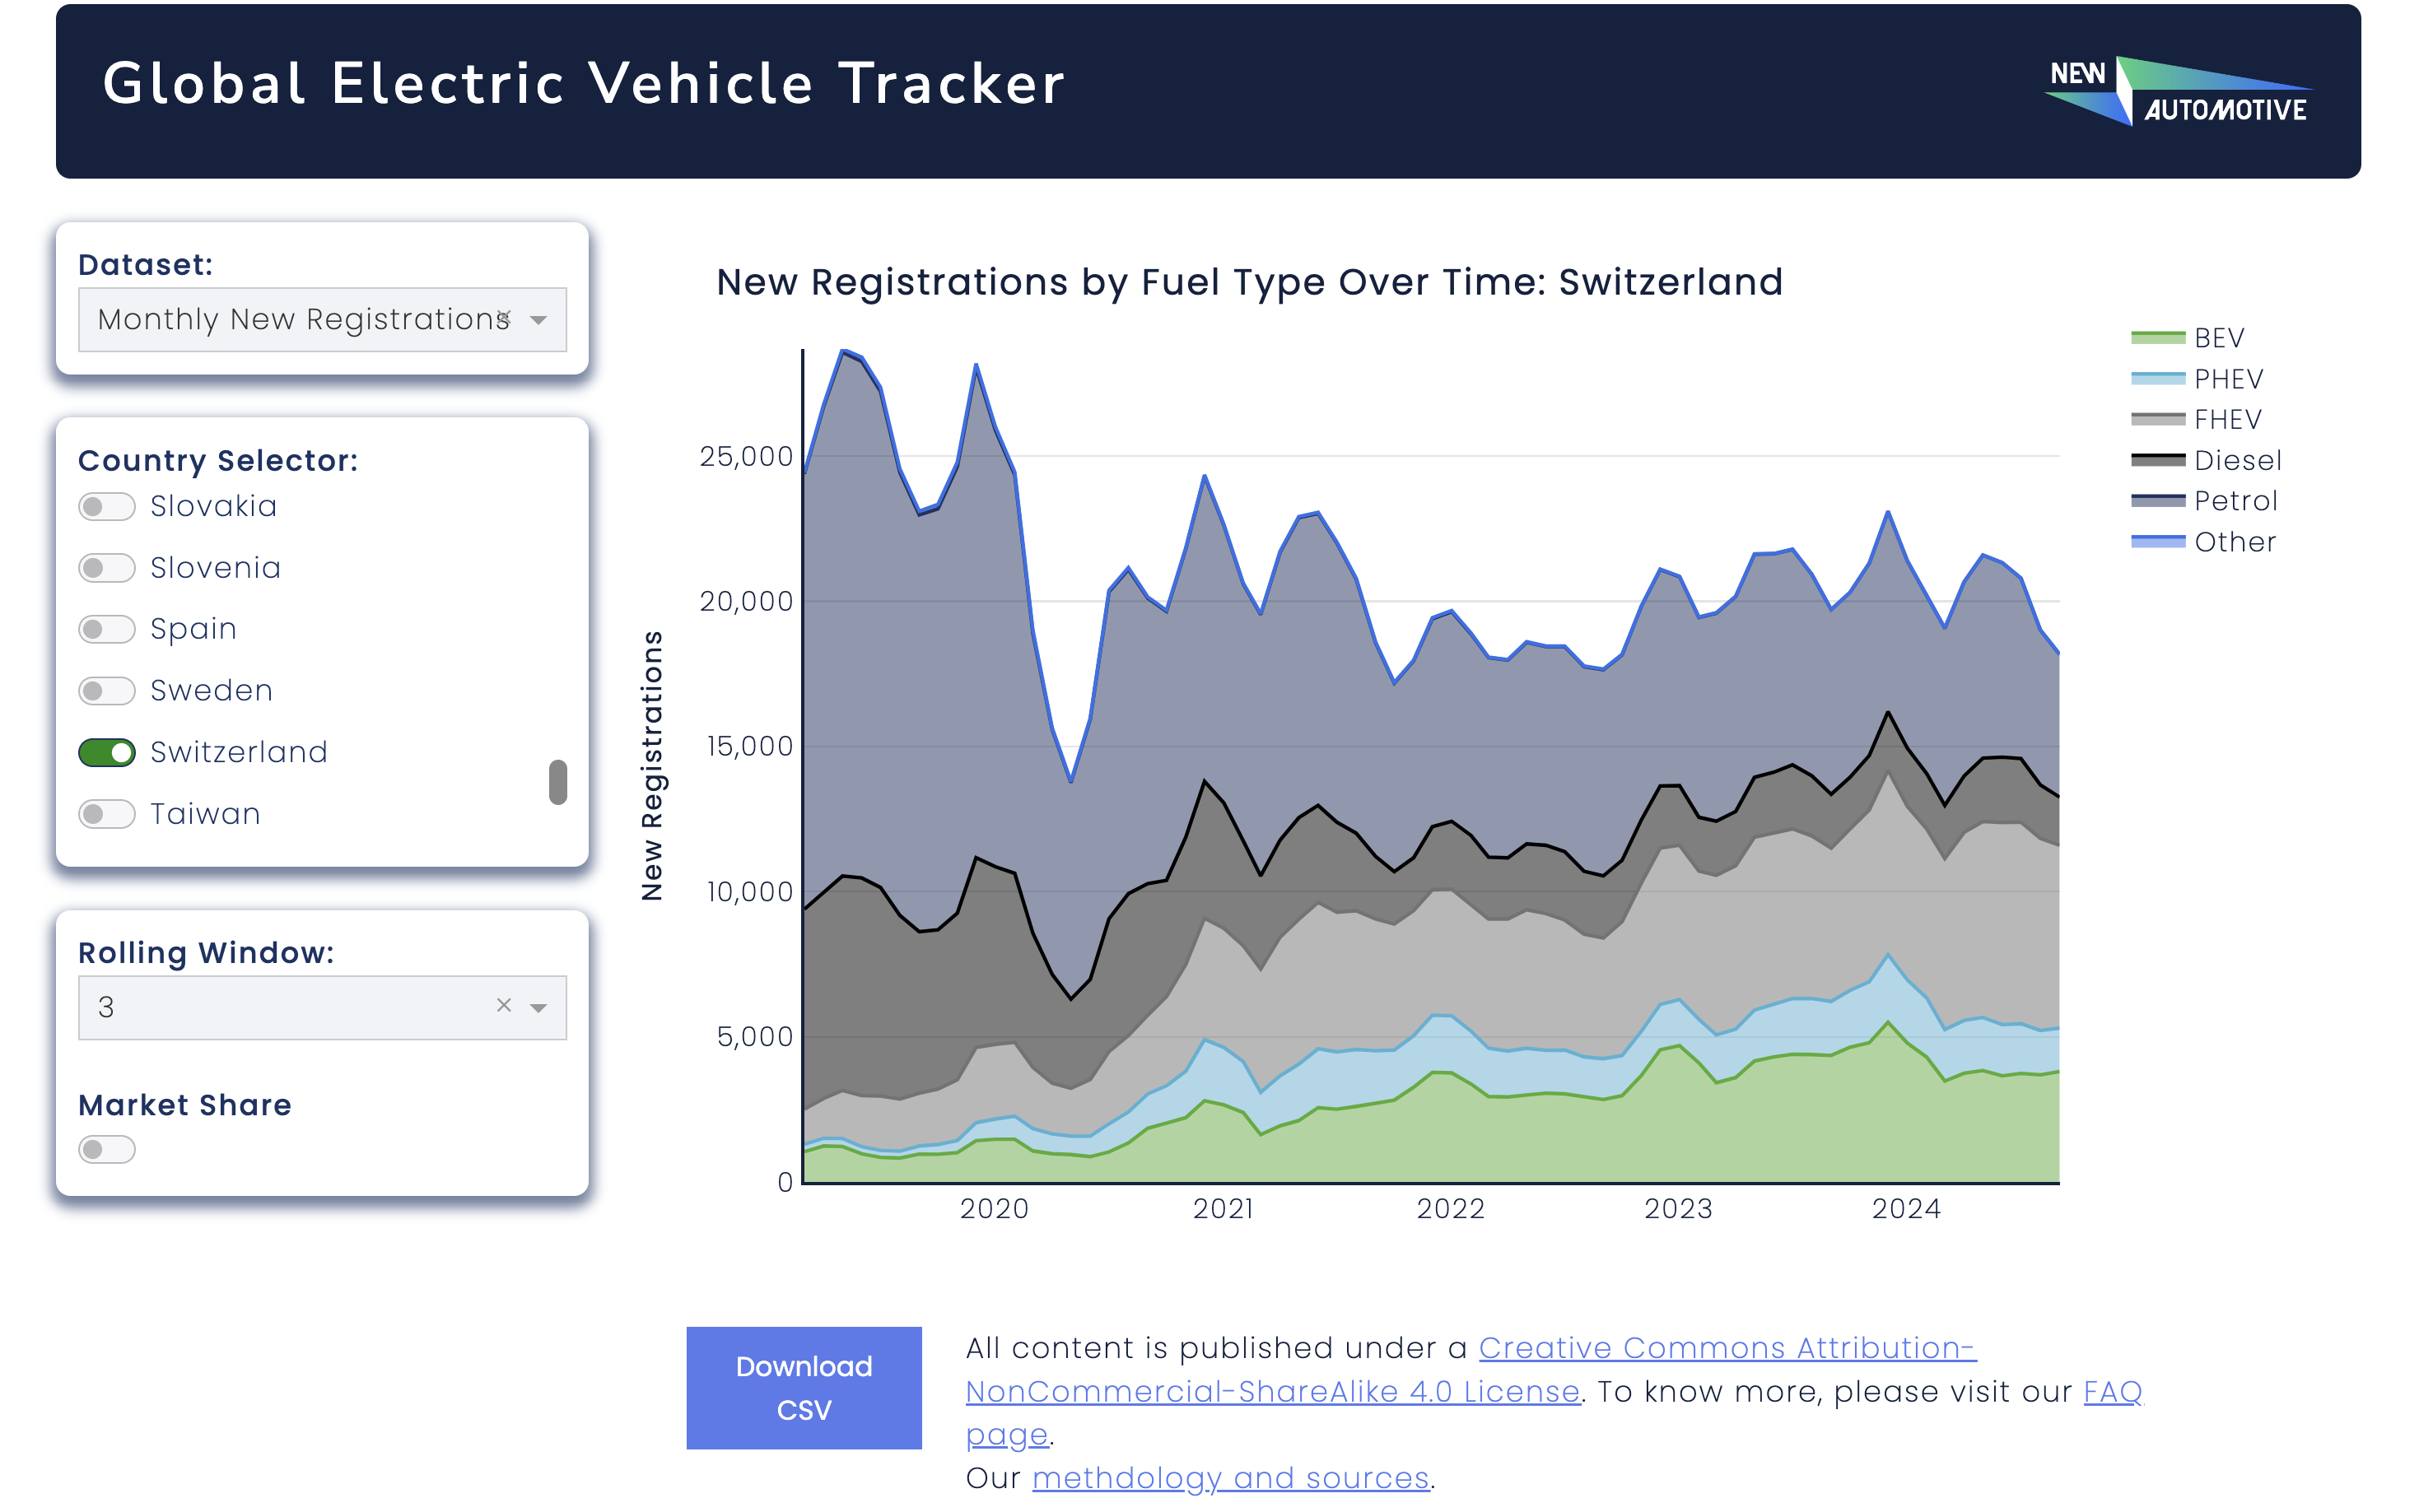 Global Electric Vehicle Tracker
NEW
AUTOMOTIVE
Dataset:
Monthly New Registrations
Country Selector:
Slovakia
Slovenia
Spain
Sweden
Switzerland
Taiwan
Rolling Window:
3
Market Share
New Registrations by Fuel Type Over Time: Switzerland
New Registrations
25,000
20,000
15,000
10,000
5,000
0
2020
2021
2022
2023
2024
BEV
PHEV
FHEV
Diesel
Petrol
Other
Download
CSV
All content is published under a Creative Commons Attribution-
NonCommercial-ShareAlike 4.0 License. To know more, please visit our FAQ
page.
Our methdology and sources.